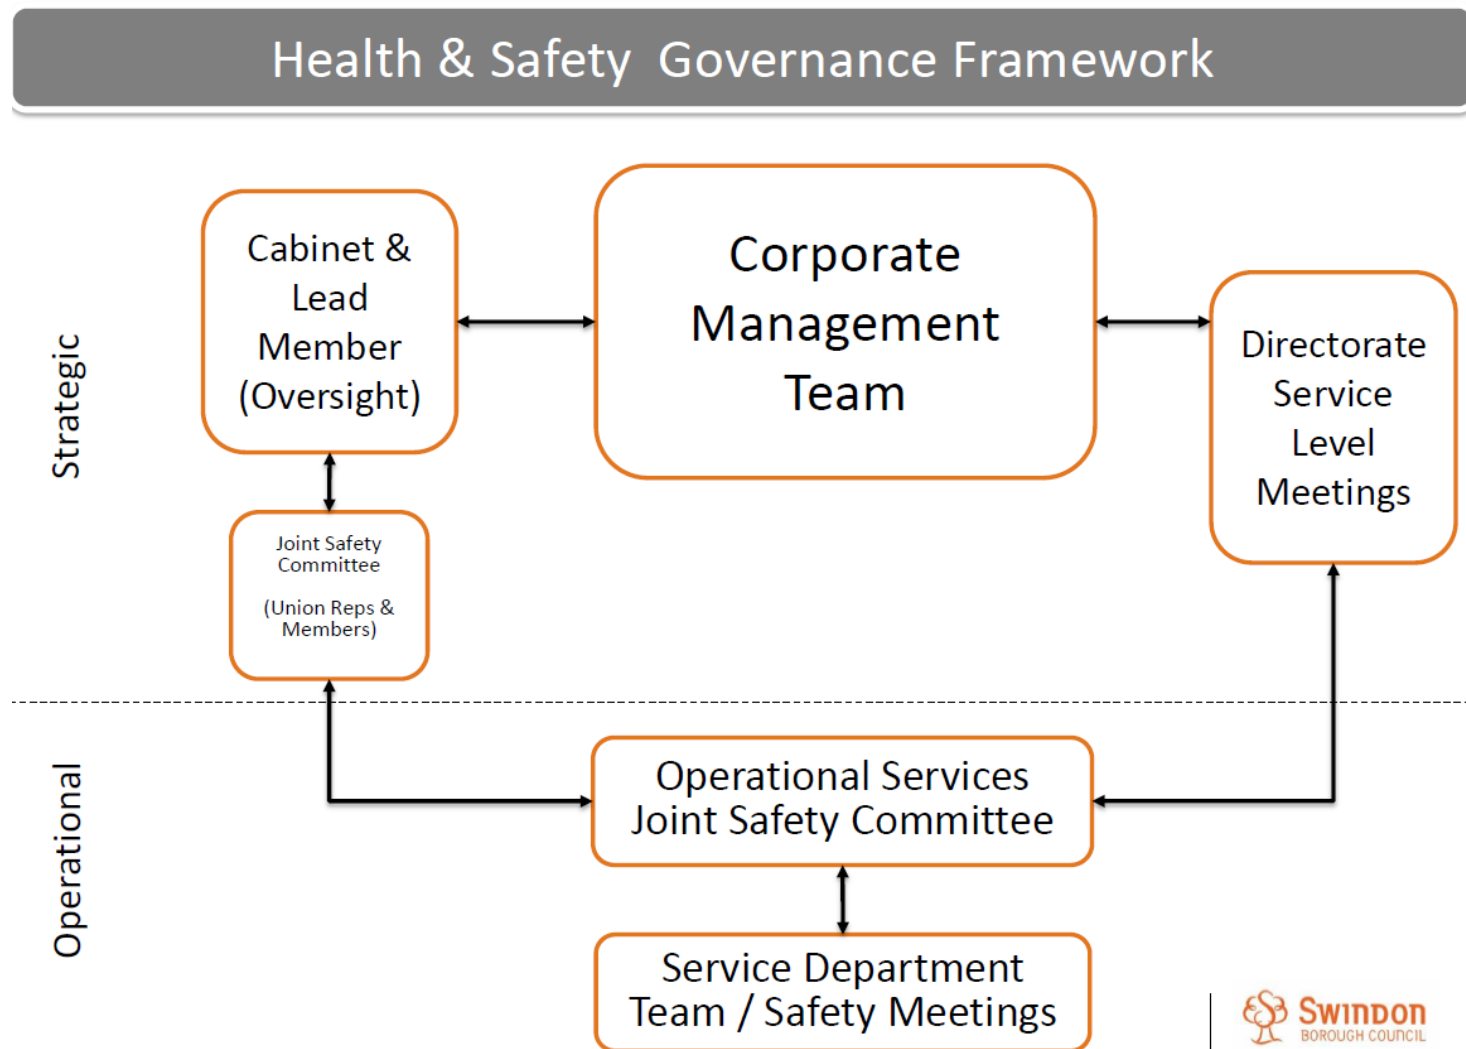 Health & Safety Governance Framework
Strategic
Cabinet &
Lead
Member
(Oversight)
Corporate
Management
Team
Directorate
Service
Level
Meetings
Joint Safety
Committee
(Union Reps &
Members)
Operational
Operational Services
Joint Safety Committee
Service Department
Team / Safety Meetings
SWINDON
BOROUGH COUNCIL